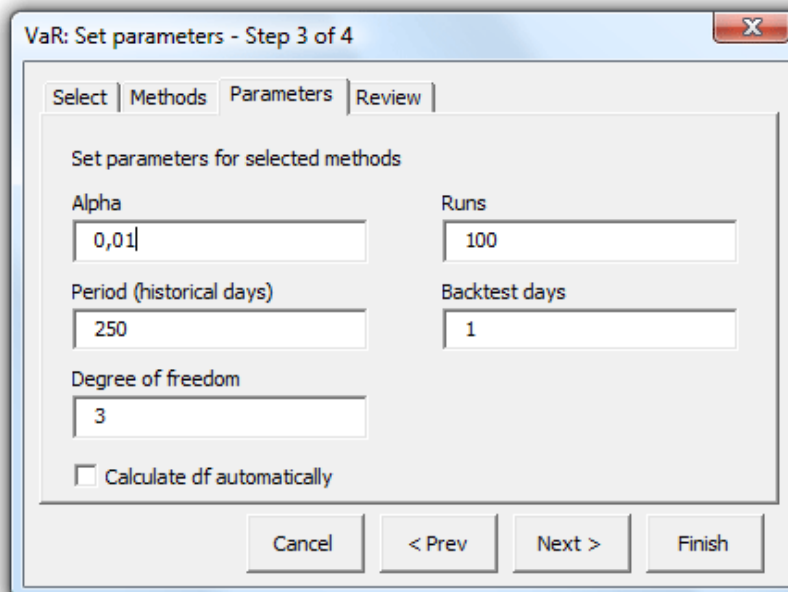 VaR: Set parameters - Step 3 of 4
X
Select Methods Parameters Review
Set parameters for selected methods
Alpha Runs
0,01 100
Period (historical days) Backtest days
250 1
Degree of freedom
3
Calculate df automatically
Cancel < Prev Next > Finish